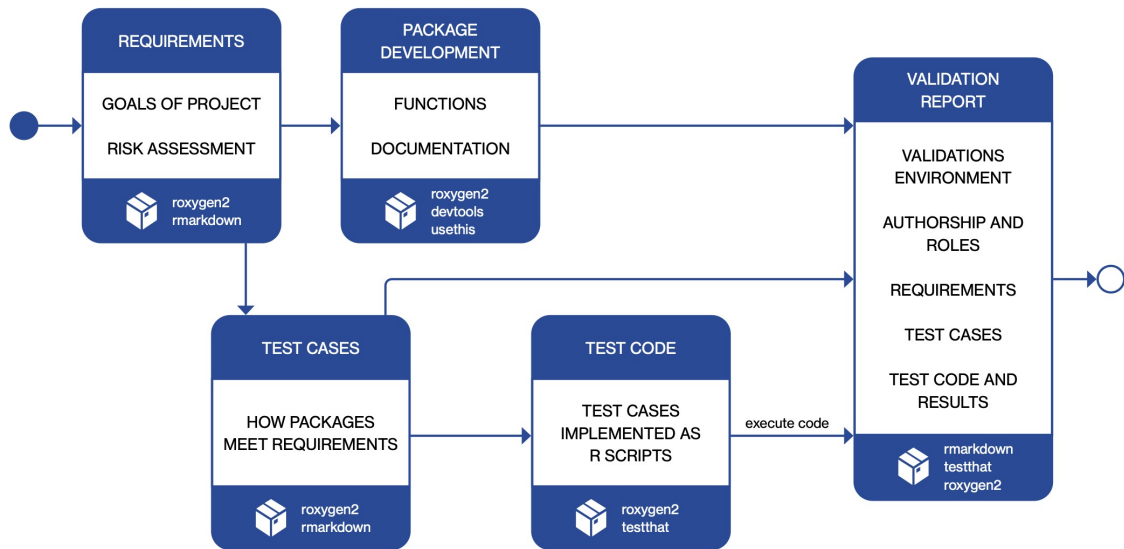 REQUIREMENTS
GOALS OF PROJECT
RISK ASSESSMENT
roxygen2
rmarkdown
PACKAGE
DEVELOPMENT
FUNCTIONS
DOCUMENTATION
roxygen2
devtools
usethis
TEST CASES
HOW PACKAGES
MEET REQUIREMENTS
roxygen2
rmarkdown
TEST CODE
TEST CASES
IMPLEMENTED AS
R SCRIPTS
roxygen2
testthat
execute code
VALIDATION
REPORT
VALIDATIONS
ENVIRONMENT
AUTHORSHIP AND
ROLES
REQUIREMENTS
TEST CASES
TEST CODE AND
RESULTS
rmarkdown
testthat
roxygen2